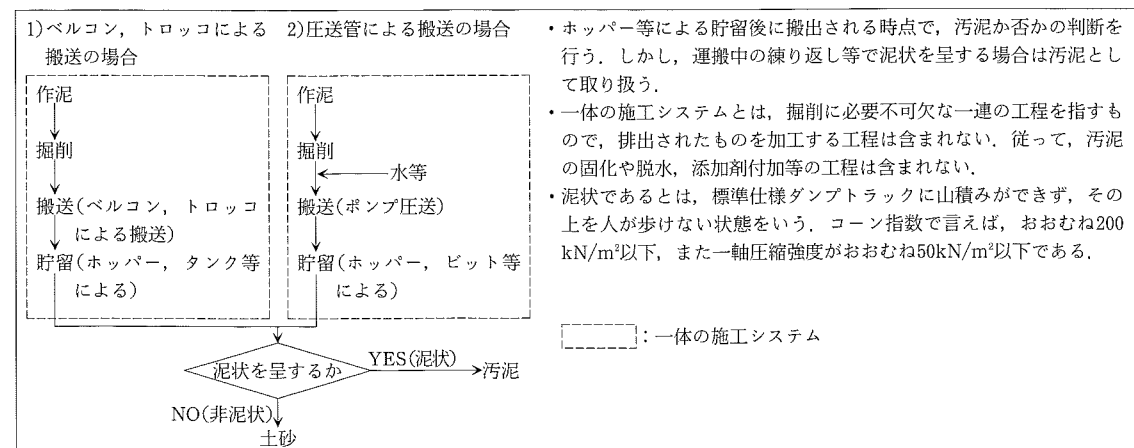 1)ベルコン，トロッコによる
搬送の場合
作泥
掘削
搬送(ベルコン，トロッコ
による搬送)
貯留(ホッパー，タンク等
による)
2)圧送管による搬送の場合
作泥
掘削
水等
搬送(ポンプ圧送)
貯留(ホッパー，ピット等
による)
泥状を呈するか
YES(泥状)
汚泥
NO(非泥状)
土砂
・ホッパー等による貯留後に搬出される時点で，汚泥か否かの判断を
行う．しかし，運搬中の練り返し等で泥状を呈する場合は汚泥とし
て取り扱う．
・一体の施工システムとは，掘削に必要不可欠な一連の工程を指すも
ので，排出されたものを加工する工程は含まれない．従って，汚泥
の固化や脱水，添加剤付加等の工程は含まれない．
・泥状であるとは，標準仕様ダンプトラックに山積みができず，その
上を人が歩けない状態をいう．コーン指数で言えば，おおむね200
kN/m²以下，また一軸圧縮強度がおおむね50kN/m²以下である．
：一体の施工システム